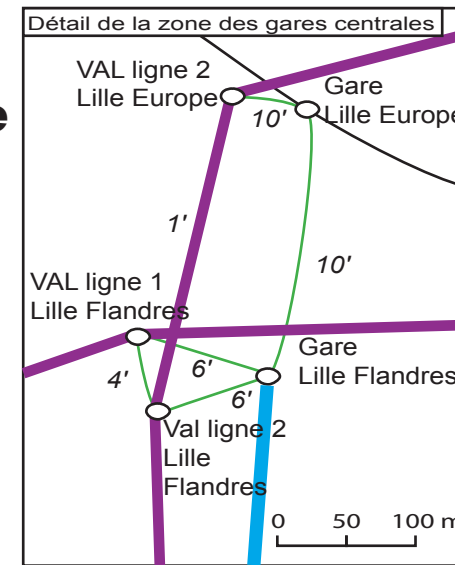 Détail de la zone des gares centrales
e
VAL ligne 2
Lille Europe
Gare
Lille Europe
10'
1'
10'
VAL ligne 1
Lille Flandres
Gare
Lille Flandres
6'
4'
6'
Val ligne 2
Lille
Flandres
0 50 100 m